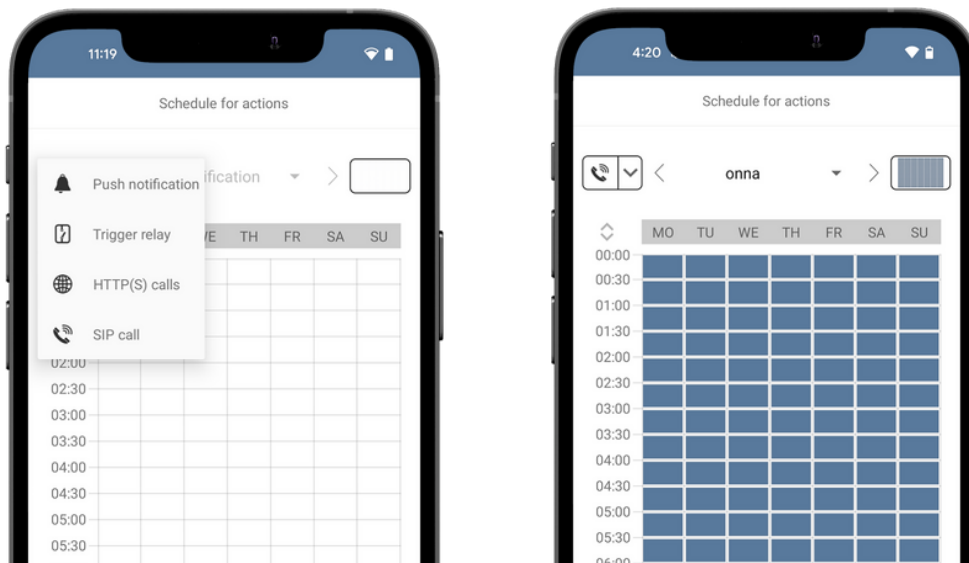 11:19
Schedule for actions
Push notification
Trigger relay
TH FR SA SU
HTTP(S) calls
SIP call
02:00
02:30
03:00
03:30
04:00
04:30
05:00
05:30
4:20
Schedule for actions
onna
MO TU WE TH FR SA SU
00:00
00:30
01:00
01:30
02:00
02:30
03:00
03:30
04:00
04:30
05:00
05:30
06:00